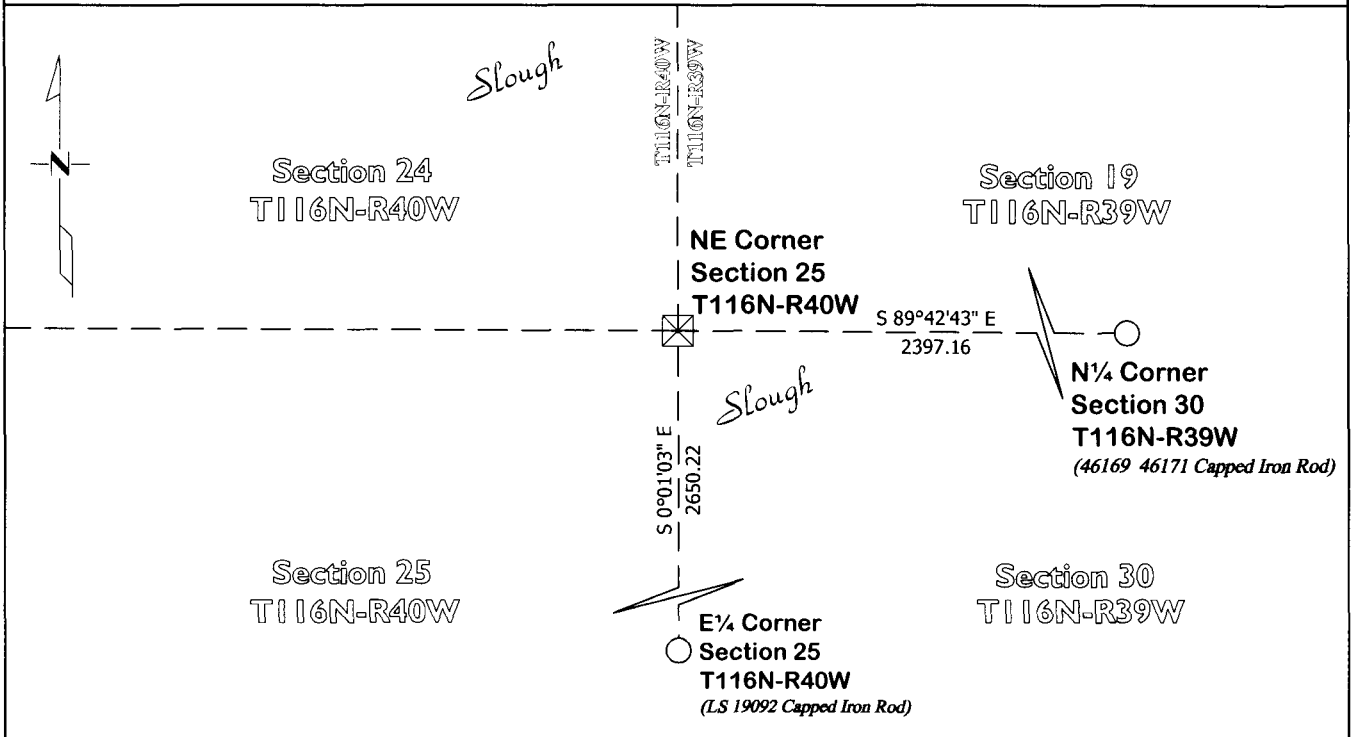 Slough
T116N-R40W
T116N-R39W
Section 24
T116N-R40W
Section 19
T116N-R39W
N
NE Corner
Section 25
T116N-R40W
S 89°42'43" E
2397.16
N¼ Corner
Section 30
T116N-R39W
(46169 46171 Capped Iron Rod)
Slough
S 0°01'03" E
2650.22
Section 25
T116N-R40W
Section 30
T116N-R39W
E¼ Corner
Section 25
T116N-R40W
(LS 19092 Capped Iron Rod)